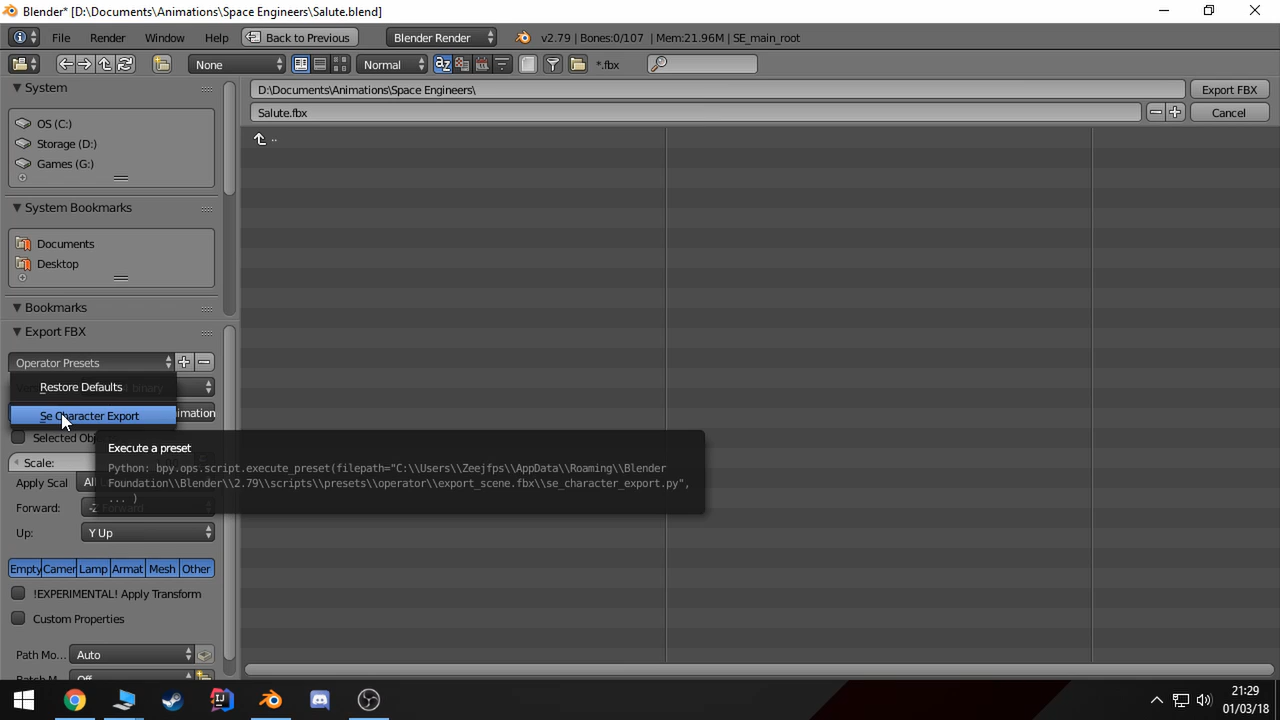 Blender* [D:\Documents\Animations\Space Engineers\Salute.blend]
File Render Window Help Back to Previous Blender Render v2.79 | Bones:0/107 | Mem:21.96M | SE_main_root
None Normal *.fbx
System
D:\Documents\Animations\Space Engineers\ Export FBX
Salute.fbx Cancel
OS (C:)
..
Storage (D:)
Games (G:)
System Bookmarks
Documents
Desktop
Bookmarks
Export FBX
Operator Presets
Restore Defaults binary
Se Character Export imation
Selected Obj
Execute a preset
Scale:
Python: bpy.ops.script.execute_preset(filepath="C:\\Users\\Zeejfps\\AppData\\Roaming\\Blender
Foundation\\Blender\\2.79\\scripts\\presets\\operator\\export_scene.fbx\\se_character_export.py",
... )
Apply Scal
Forward: -Z Forward
Up: Y Up
Empty Camer Lamp Armat Mesh Other
!EXPERIMENTAL! Apply Transform
Custom Properties
Path Mo... Auto
Batch M Off
21:29
01/03/18